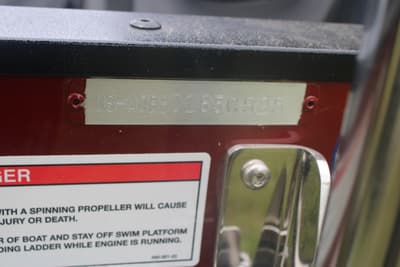 GER
WITH A SPINNING PROPELLER WILL CAUSE
NJURY OR DEATH.
R OF BOAT AND STAY OFF SWIM PLATFORM
DING LADDER WHILE ENGINE IS RUNNING.